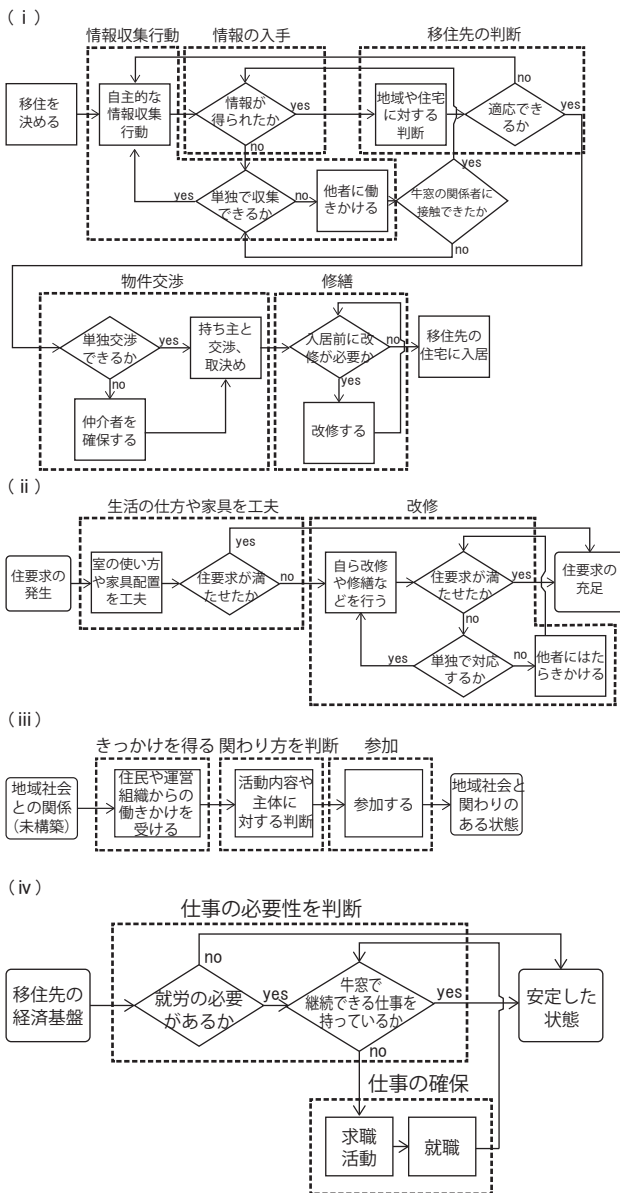 (ⅰ)
情報収集行動
情報の入手
移住先の判断
移住を
決める
自主的な
情報収集
行動
情報が
得られたか
yes
no
地域や住宅
に対する
判断
適応でき
るか
no
yes
単独で収集
できるか
yes
no
他者に働
きかける
牛窓の関係者に
接触できたか
yes
no
物件交渉
修繕
単独交渉
できるか
yes
no
仲介者を
確保する
持ち主と
交渉、
取決め
入居前に改
修が必要か
no
yes
改修する
移住先の
住宅に入居
(ⅱ)
生活の仕方や家具を工夫
改修
住要求の
発生
室の使い方
や家具配置
を工夫
住要求が満
たせたか
yes
no
自ら改修
や修繕な
どを行う
住要求が満
たせたか
yes
no
単独で対応
するか
yes
no
他者にはた
らきかける
住要求の
充足
(ⅲ)
きっかけを得る
関わり方を判断
参加
地域社会
との関係
(未構築)
住民や運営
組織からの
働きかけを
受ける
活動内容や
主体に
対する判断
参加する
地域社会と
関わりの
ある状態
(ⅳ)
仕事の必要性を判断
移住先の
経済基盤
就労の必要
があるか
no
yes
牛窓で
継続できる仕事を
持っているか
yes
no
安定した
状態
仕事の確保
求職
活動
就職